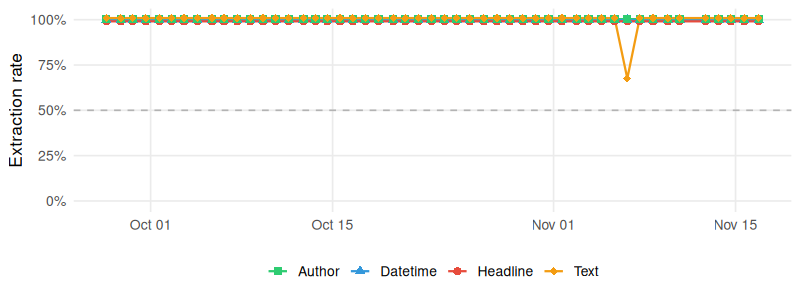 100%
75%
50%
25%
0%
Extraction rate
Oct 01 Oct 15 Nov 01 Nov 15
Author Datetime Headline Text